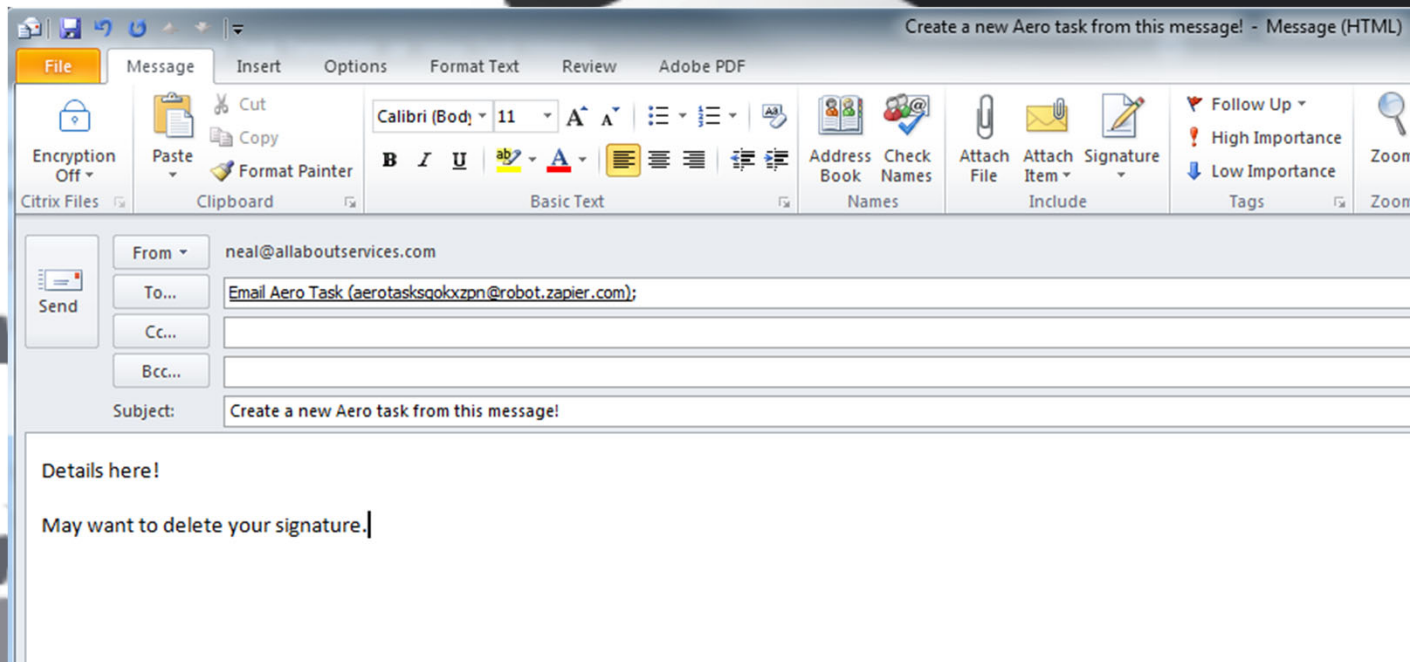 Create a new Aero task from this message! - Message (HTML)
File Message Insert Options Format Text Review Adobe PDF
Encryption Off
Citrix Files
Paste
Cut
Copy
Format Painter
Clipboard
Calibri (Body 11
B I U
Basic Text
Address Book
Check Names
Names
Attach File
Attach Item
Signature
Include
Follow Up
High Importance
Low Importance
Tags
Zoom
Zoom
Send
From neal@allaboutservices.com
To... Email Aero Task (aerotasksqokxzpn@robot.zapier.com);
Cc...
Bcc...
Subject: Create a new Aero task from this message!
Details here!
May want to delete your signature.